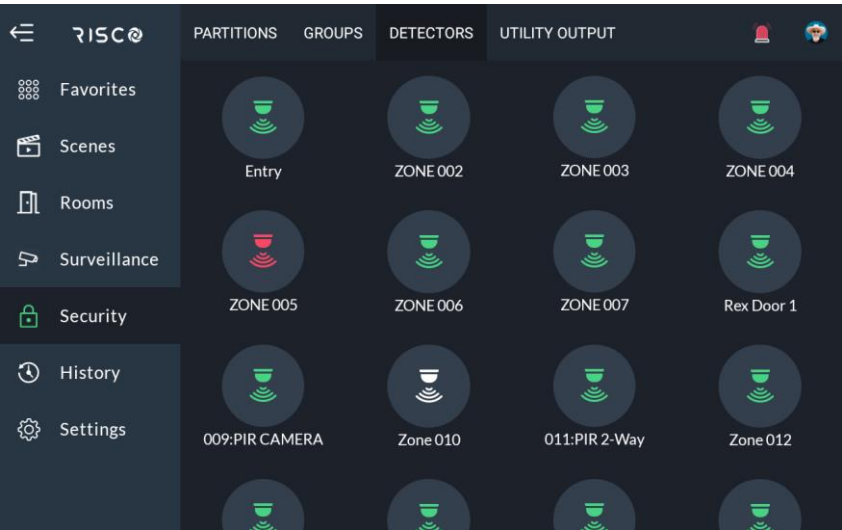 RISCO
PARTITIONS
GROUPS
DETECTORS
UTILITY OUTPUT
Favorites
Scenes
Rooms
Surveillance
Security
History
Settings
Entry
ZONE 002
ZONE 003
ZONE 004
ZONE 005
ZONE 006
ZONE 007
Rex Door 1
009:PIR CAMERA
Zone 010
011:PIR 2-Way
Zone 012